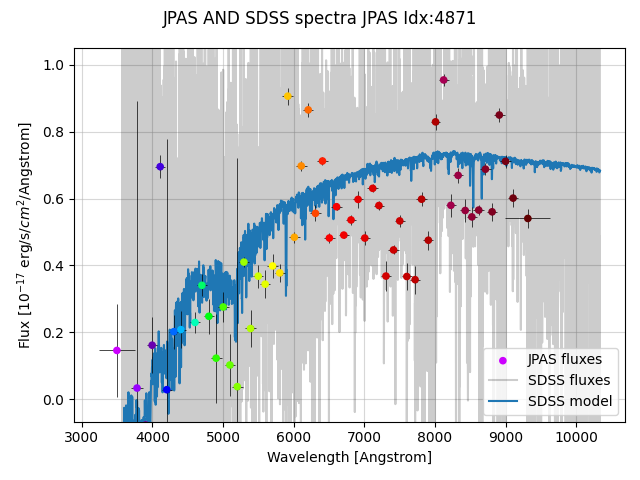 JPAS AND SDSS spectra JPAS Idx:4871
1.0
0.8
0.6
0.4
0.2
0.0
Flux [10⁻¹⁷ erg/s/cm²/Angstrom]
JPAS fluxes
SDSS fluxes
SDSS model
3000 4000 5000 6000 7000 8000 9000 10000
Wavelength [Angstrom]